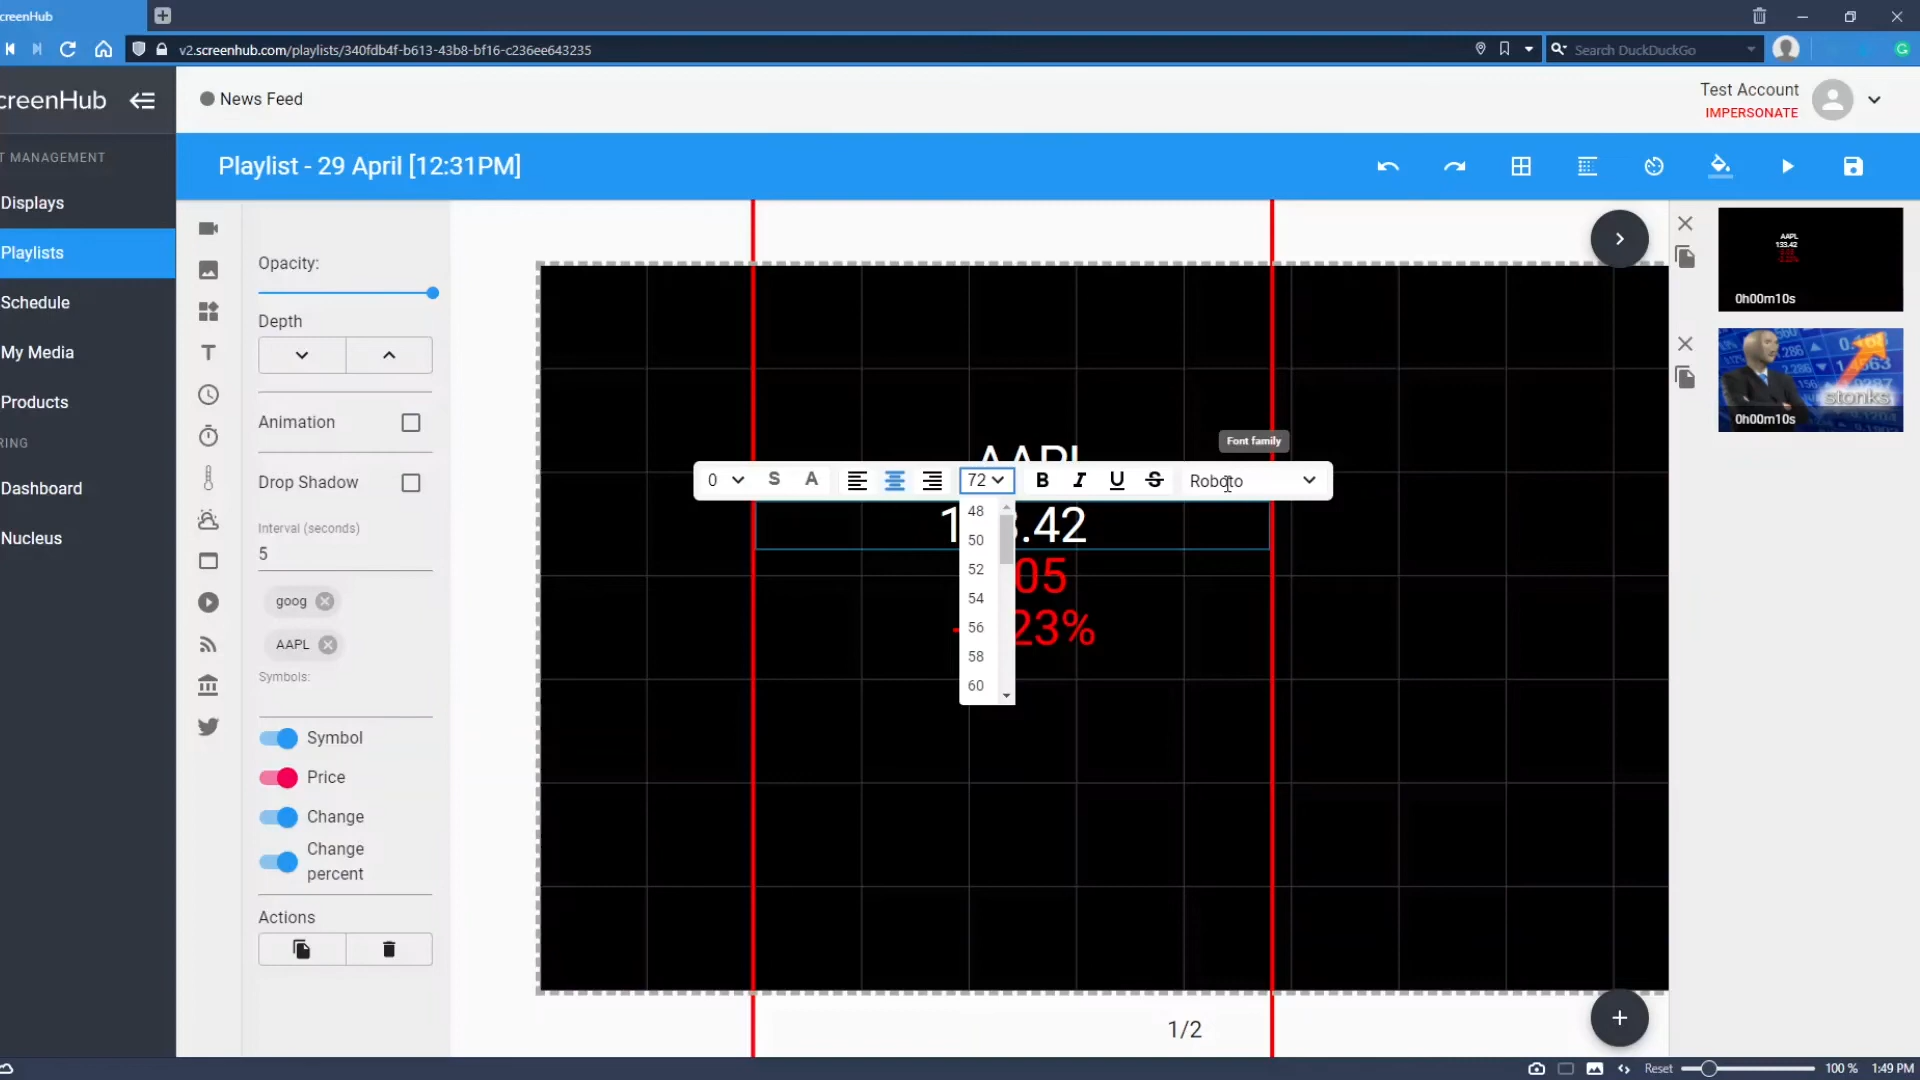 creenHub
v2.screenhub.com/playlists/340fdb4f-b613-43b8-bf16-c236ee643235
Search DuckDuckGo
creenHub
News Feed
Test Account
IMPERSONATE
T MANAGEMENT
Displays
Playlists
Schedule
My Media
Products
RING
Dashboard
Nucleus
Playlist - 29 April [12:31PM]
Opacity:
Depth
Animation
Drop Shadow
Interval (seconds)
5
goog
AAPL
Symbols:
Symbol
Price
Change
Change
percent
Actions
AAPL
Font family
0
S
A
72
B
I
U
S
Roboto
48
50
52
54
56
58
60
.42
05
23%
1/2
AAPL
133.42
0h00m10s
stonks
0h00m10s
Reset
100 %
1:49 PM